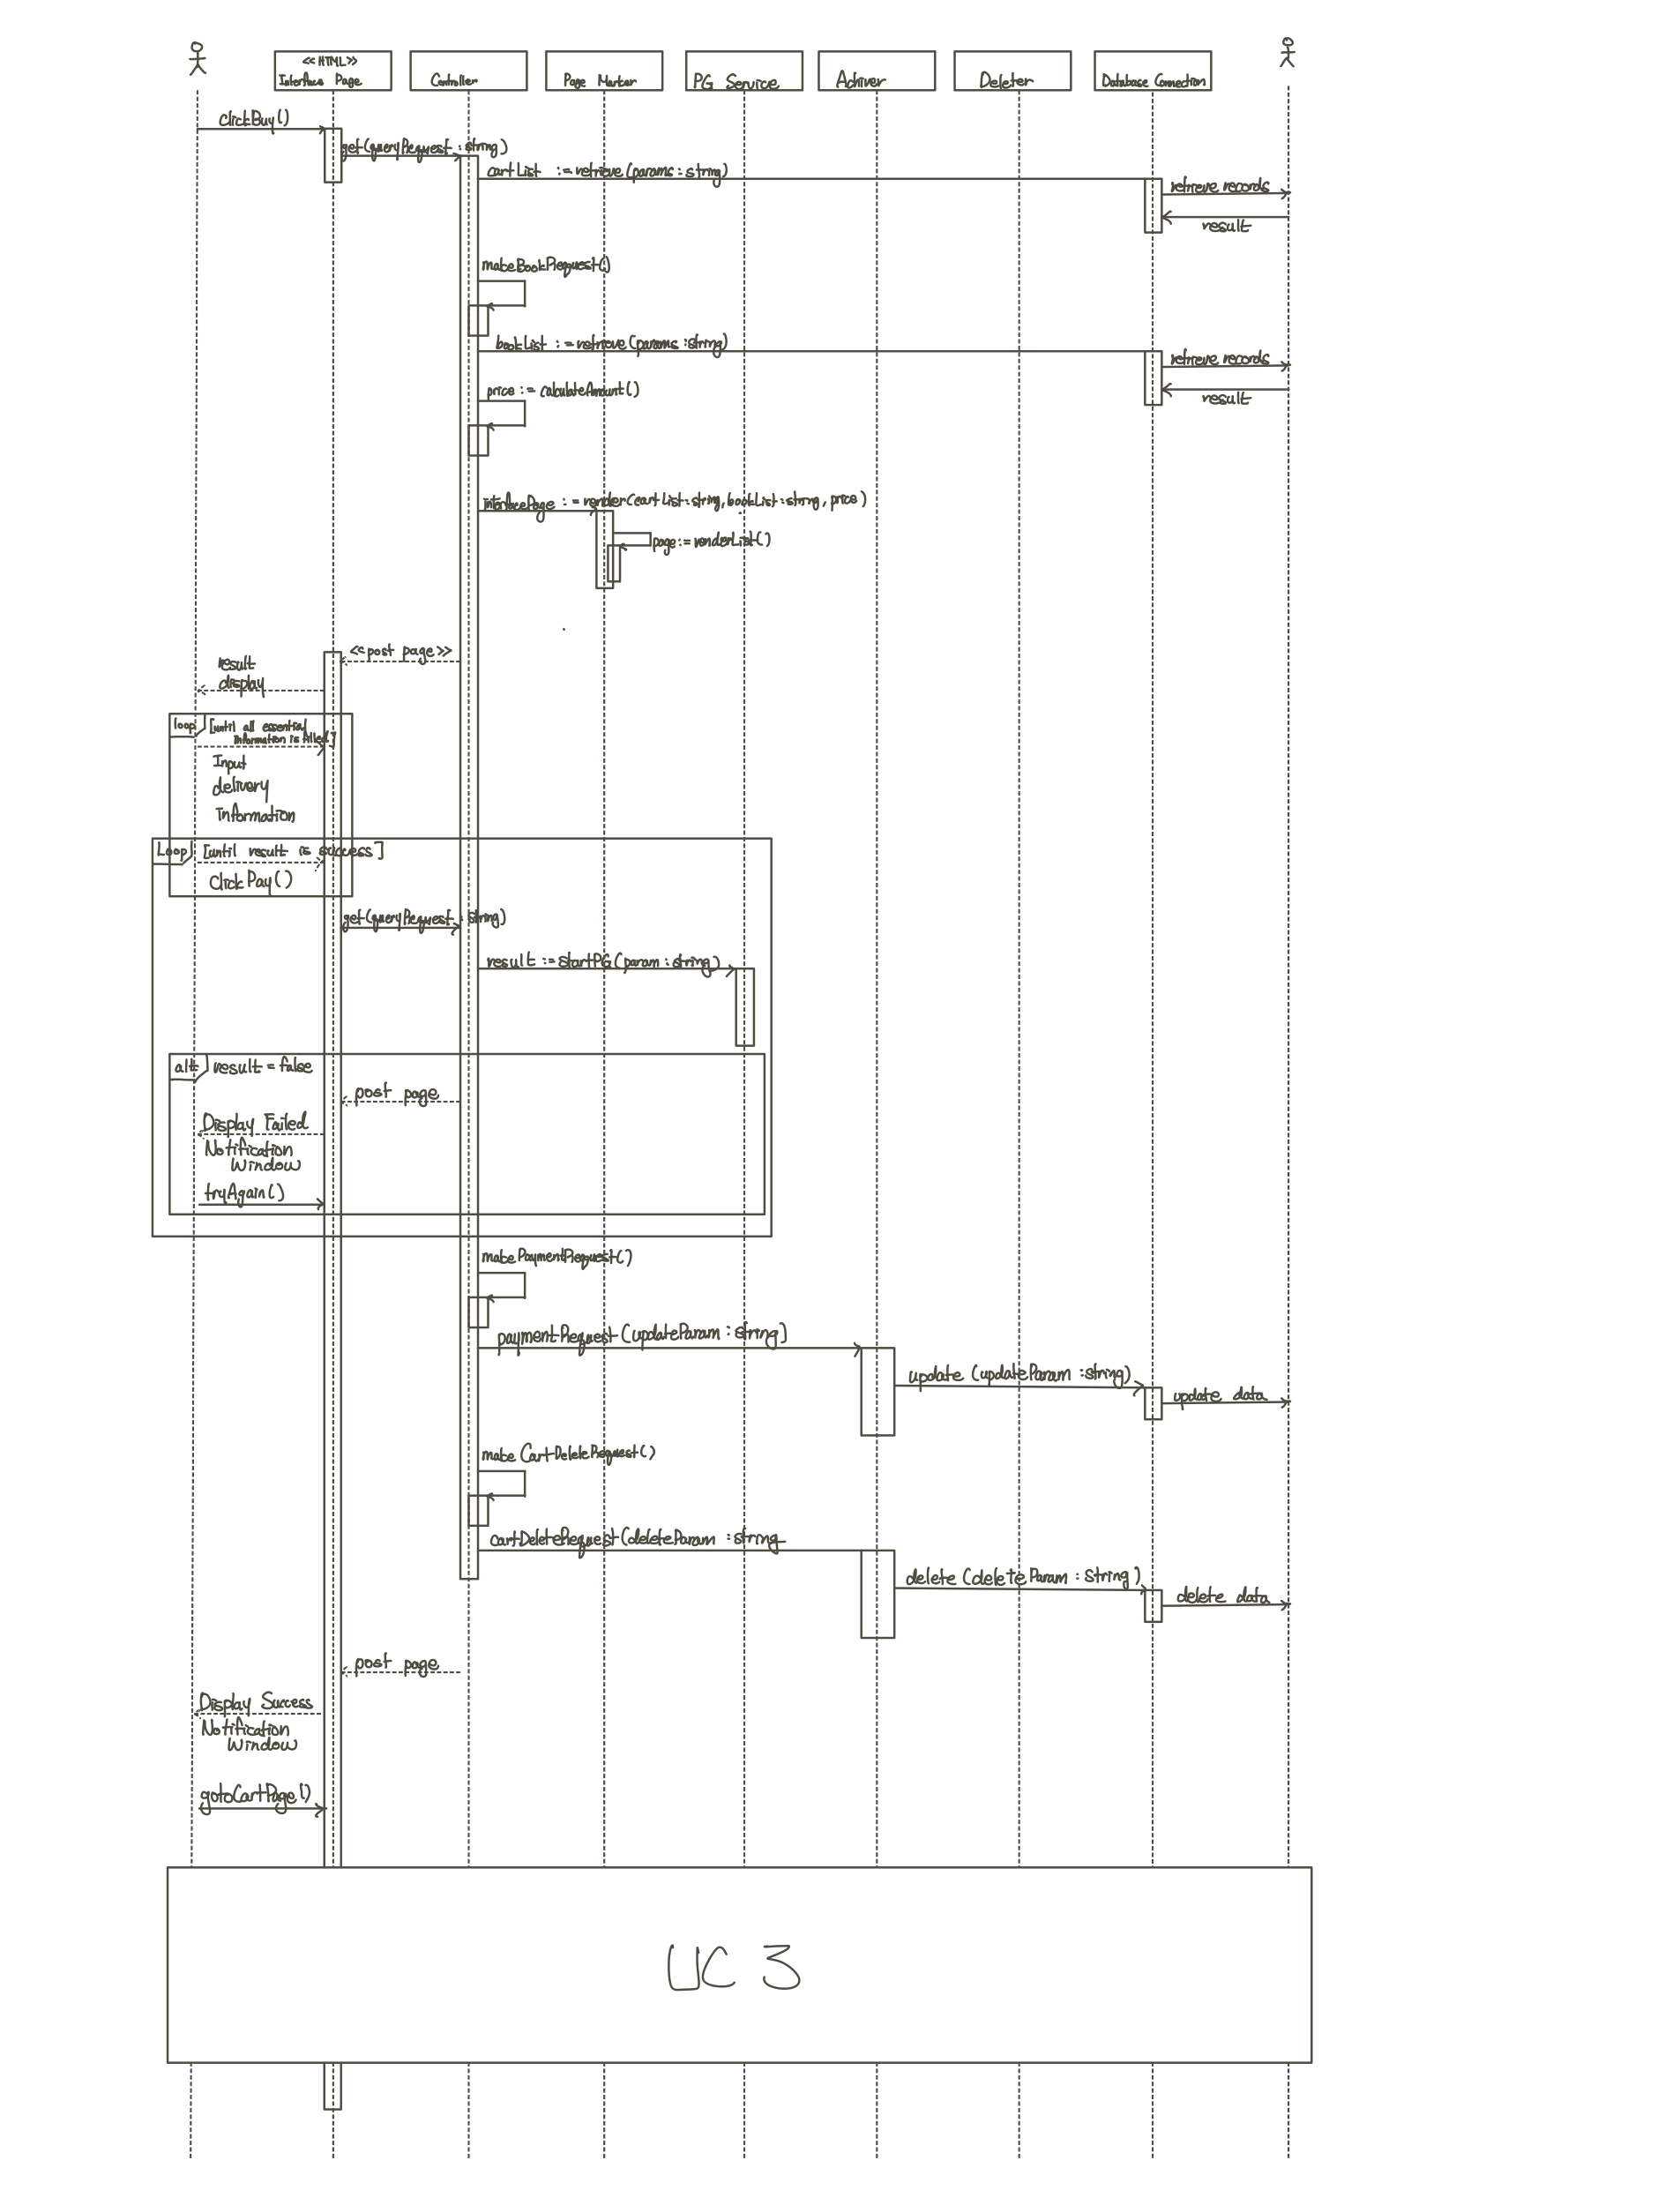 << HTML >>
Interface Page
Controller
Page Marker
PG Service
Achiver
Deleter
Database Connection
ClickBuy()
get(queryRequest : string)
cartList := retrieve (params : string)
retrieve records
result
makeBookRequest()
bookList := retrieve (params : string)
retrieve records
result
price := calculateAmount()
interfacePage := render(cartList : string, bookList : string, price)
page := renderList()
<< post page >>
result
display
loop [until all essential
information is filled]
Input
delivery
Information
Loop [until result is success]
Click Pay()
get(queryRequest : string)
result := startPG(param : string)
alt result = false
post page
Display Failed
Notification
Window
tryAgain()
make PaymentRequest()
paymentRequest (updateParam : string)
update (updateParam : string)
update data
make CartDeleteRequest()
cartDeleteRequest (deleteParam : string
delete (deleteParam : string)
delete data
post page
Display Success
Notification
Window
gotoCartPage()
UC 3